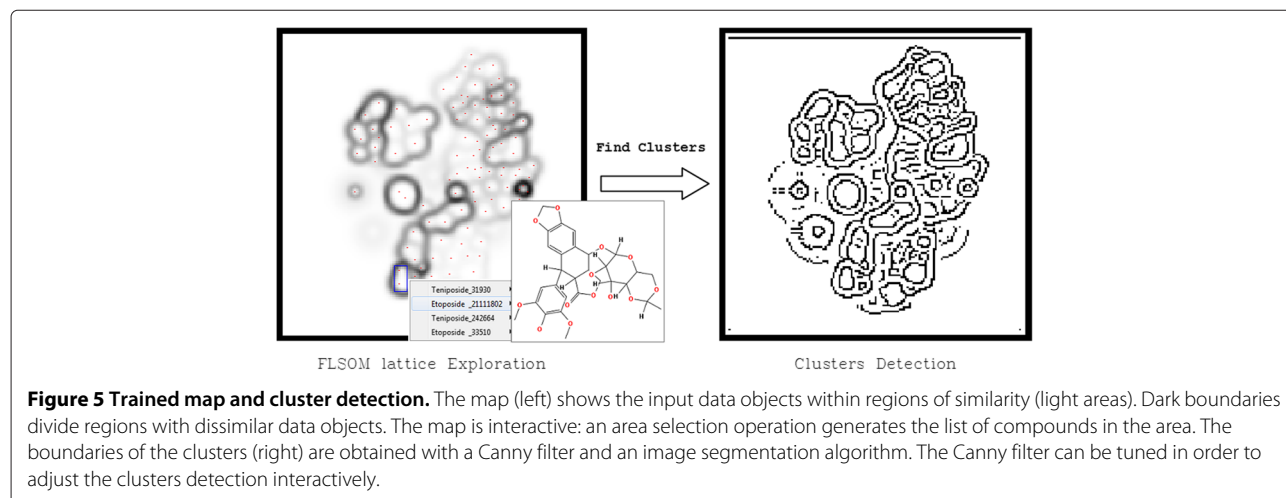 Find Clusters
Teniposide_31930
Etoposide _21111802
Teniposide_242664
Etoposide _33510
H
H
H
H
H
O
O
O
O
O
O
O
O
O
O
O
O
OH
FLSOM lattice Exploration
Clusters Detection
Figure 5 Trained map and cluster detection. The map (left) shows the input data objects within regions of similarity (light areas). Dark boundaries
divide regions with dissimilar data objects. The map is interactive: an area selection operation generates the list of compounds in the area. The
boundaries of the clusters (right) are obtained with a Canny filter and an image segmentation algorithm. The Canny filter can be tuned in order to
adjust the clusters detection interactively.